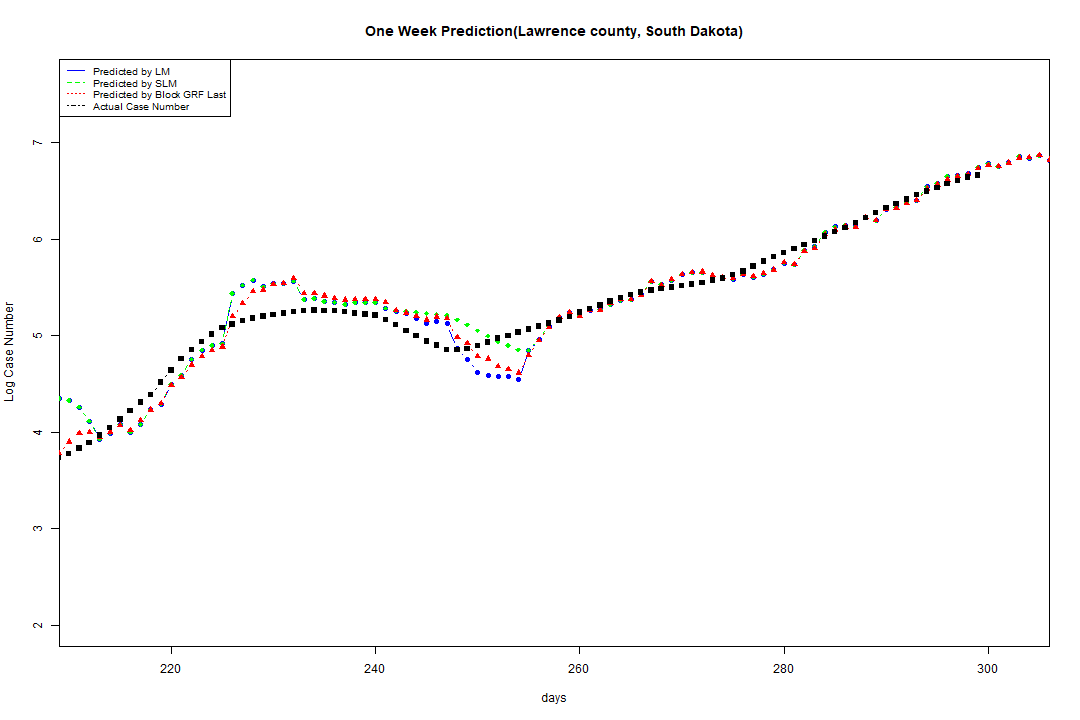 One Week Prediction(Lawrence county, South Dakota)
Predicted by LM
Predicted by SLM
Predicted by Block GRF Last
Actual Case Number
7
6
5
4
3
2
Log Case Number
220 240 260 280 300
days